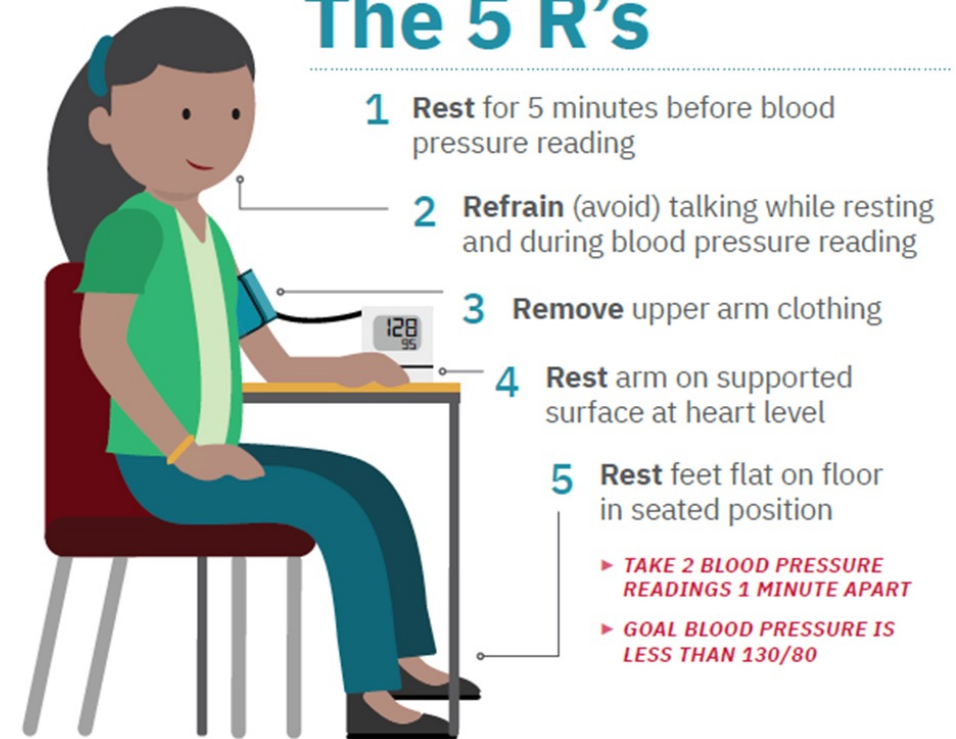 The 5 R's
1 Rest for 5 minutes before blood
pressure reading
2 Refrain (avoid) talking while resting
and during blood pressure reading
3 Remove upper arm clothing
128
95
4 Rest arm on supported
surface at heart level
5 Rest feet flat on floor
in seated position
► TAKE 2 BLOOD PRESSURE
READINGS 1 MINUTE APART
► GOAL BLOOD PRESSURE IS
LESS THAN 130/80